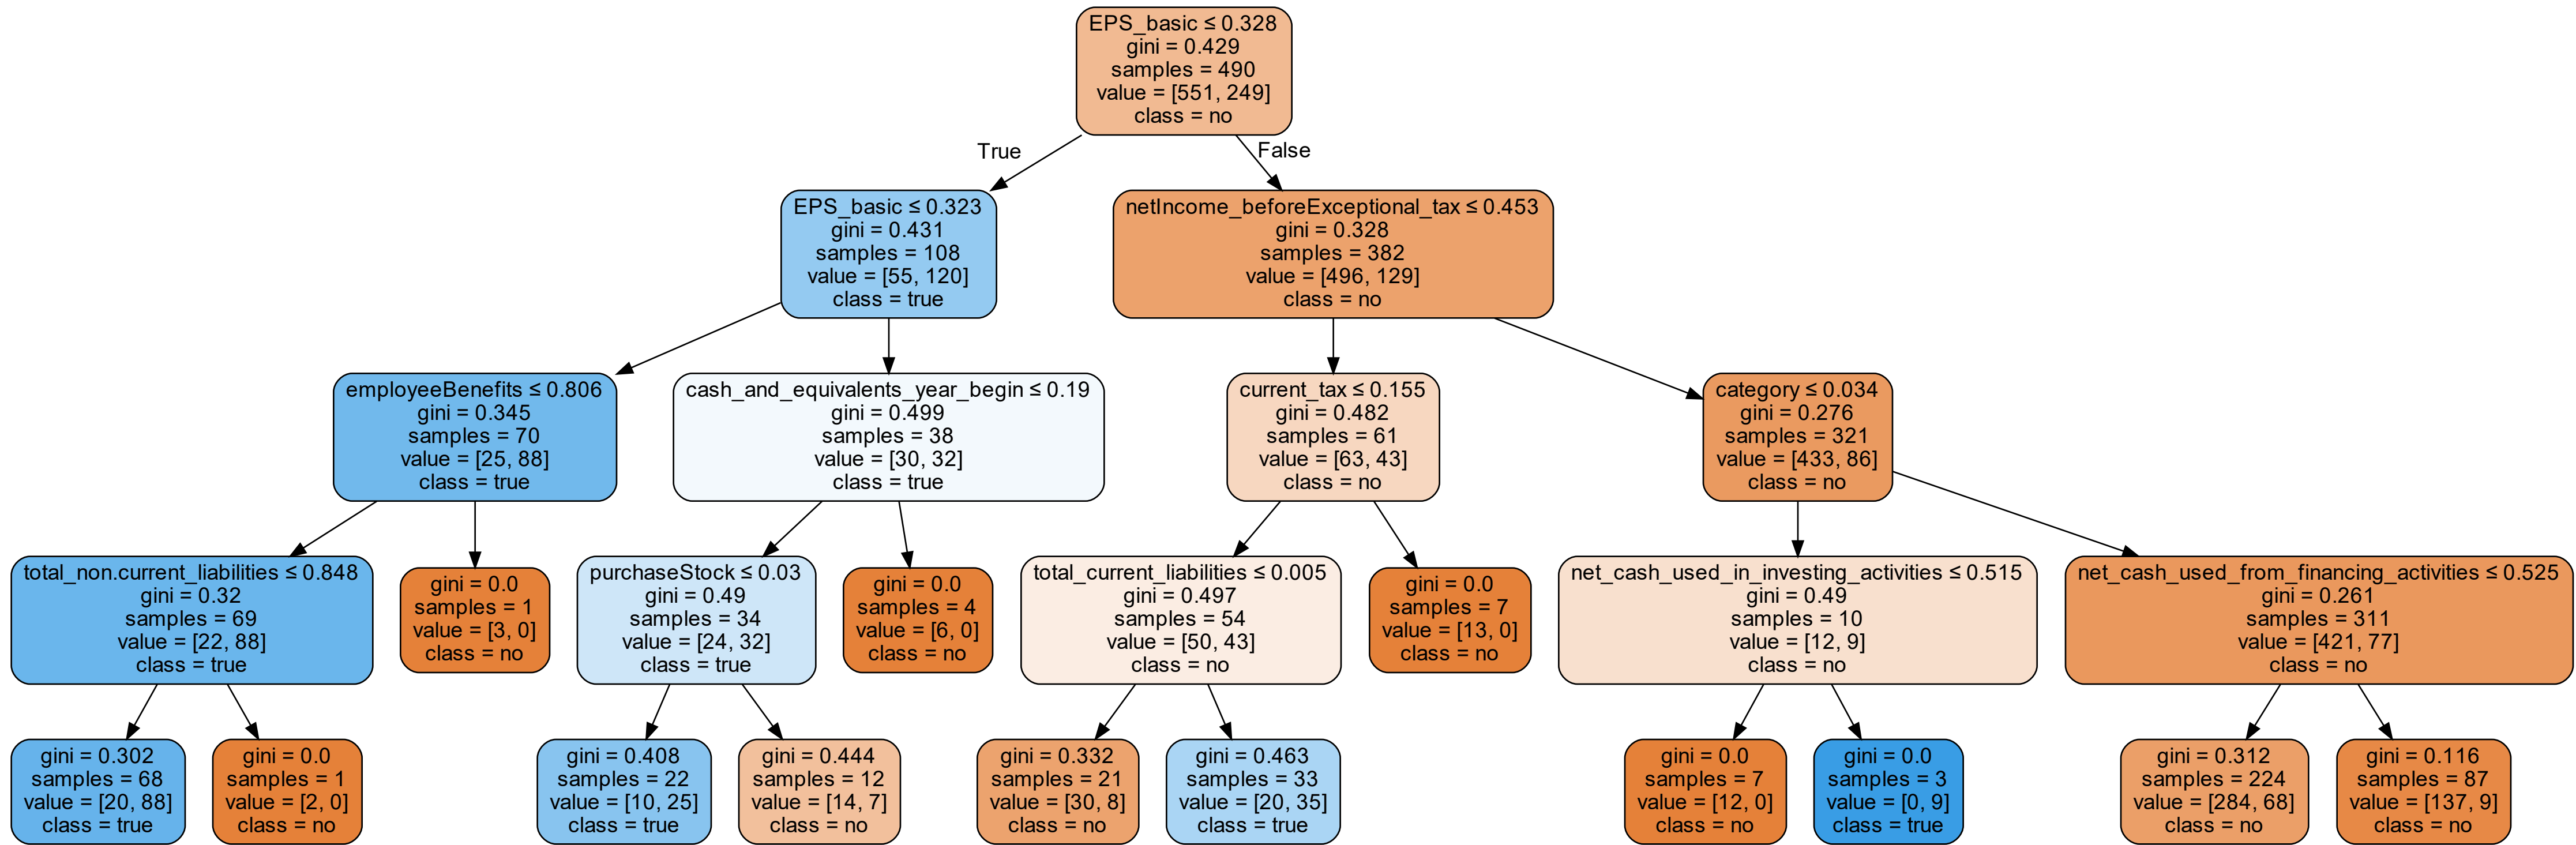 EPS_basic ≤ 0.328
gini = 0.429
samples = 490
value = [551, 249]
class = no
True
False
EPS_basic ≤ 0.323
gini = 0.431
samples = 108
value = [55, 120]
class = true
netIncome_beforeExceptional_tax ≤ 0.453
gini = 0.328
samples = 382
value = [496, 129]
class = no
employeeBenefits ≤ 0.806
gini = 0.345
samples = 70
value = [25, 88]
class = true
cash_and_equivalents_year_begin ≤ 0.19
gini = 0.499
samples = 38
value = [30, 32]
class = true
current_tax ≤ 0.155
gini = 0.482
samples = 61
value = [63, 43]
class = no
category ≤ 0.034
gini = 0.276
samples = 321
value = [433, 86]
class = no
total_non.current_liabilities ≤ 0.848
gini = 0.32
samples = 69
value = [22, 88]
class = true
gini = 0.0
samples = 1
value = [3, 0]
class = no
purchaseStock ≤ 0.03
gini = 0.49
samples = 34
value = [24, 32]
class = true
gini = 0.0
samples = 4
value = [6, 0]
class = no
total_current_liabilities ≤ 0.005
gini = 0.497
samples = 54
value = [50, 43]
class = no
gini = 0.0
samples = 7
value = [13, 0]
class = no
net_cash_used_in_investing_activities ≤ 0.515
gini = 0.49
samples = 10
value = [12, 9]
class = no
net_cash_used_from_financing_activities ≤ 0.525
gini = 0.261
samples = 311
value = [421, 77]
class = no
gini = 0.302
samples = 68
value = [20, 88]
class = true
gini = 0.0
samples = 1
value = [2, 0]
class = no
gini = 0.408
samples = 22
value = [10, 25]
class = true
gini = 0.444
samples = 12
value = [14, 7]
class = no
gini = 0.332
samples = 21
value = [30, 8]
class = no
gini = 0.463
samples = 33
value = [20, 35]
class = true
gini = 0.0
samples = 7
value = [12, 0]
class = no
gini = 0.0
samples = 3
value = [0, 9]
class = true
gini = 0.312
samples = 224
value = [284, 68]
class = no
gini = 0.116
samples = 87
value = [137, 9]
class = no